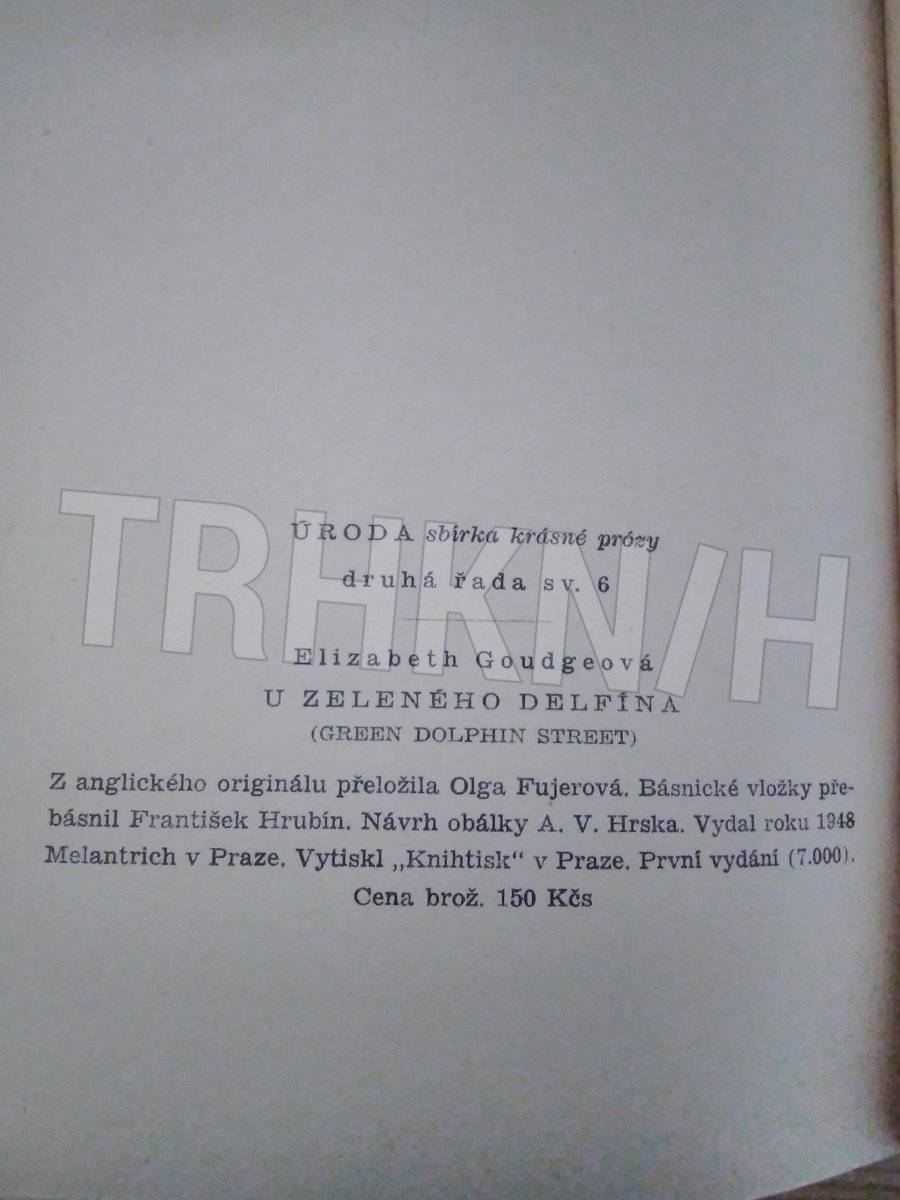 TRHKN/H
ÚRODA sbírka krásné prózy
druhá řada sv. 6
Elizabeth Goudgeová
U ZELENÉHO DELFÍNA
(GREEN DOLPHIN STREET)
Z anglického originálu přeložila Olga Fujerová. Básnické vložky pře-
básnil František Hrubín. Návrh obálky A. V. Hrska. Vydal roku 1948
Melantrich v Praze. Vytiskl „Knihtisk“ v Praze. První vydání (7.000).
Cena brož. 150 Kčs